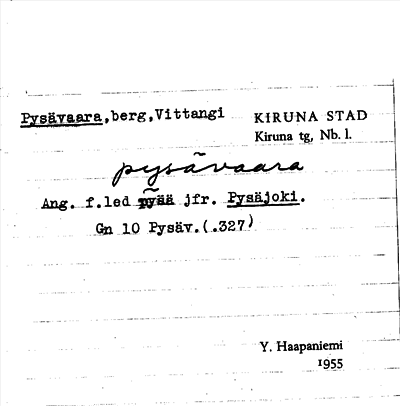 Pysävaara,berg,Vittangi
KIRUNA STAD
Kiruna tg, Nb. l.
pysävaara
Ang. f.led pysä jfr. Pysäjoki.
Gn 10 Pysäv.(.327)
Y. Haapaniemi
1955